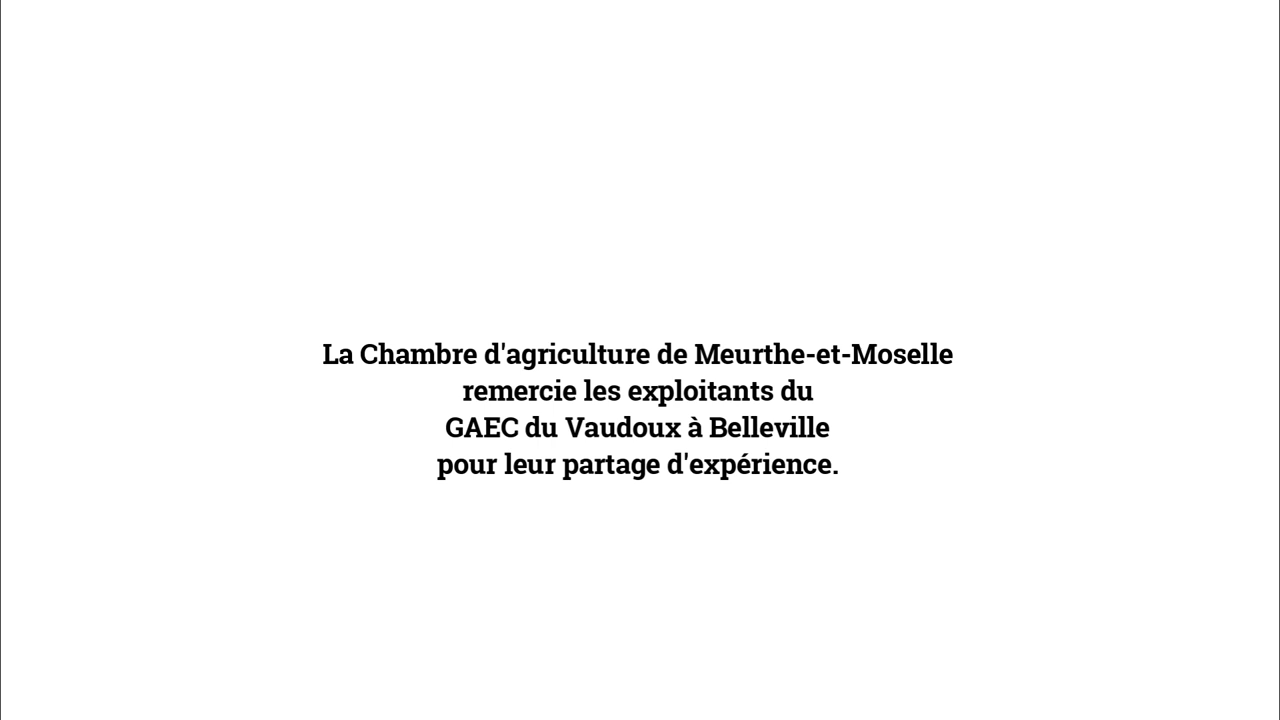 La Chambre d'agriculture de Meurthe-et-Moselle
remercie les exploitants du
GAEC du Vaudoux à Belleville
pour leur partage d'expérience.